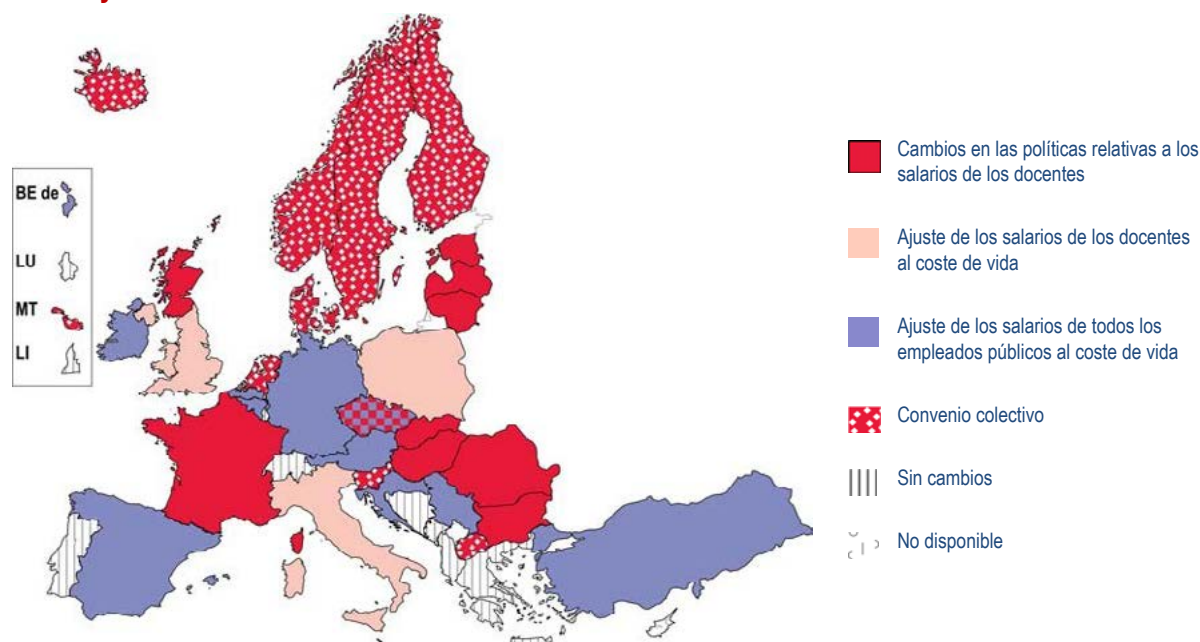 BE de
LU
MT
LI
Cambios en las políticas relativas a los
salarios de los docentes
Ajuste de los salarios de los docentes
al coste de vida
Ajuste de los salarios de todos los
empleados públicos al coste de vida
Convenio colectivo
Sin cambios
No disponible